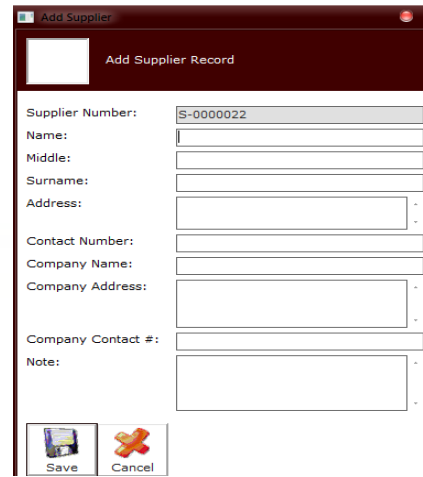 Add Supplier
Add Supplier Record
Supplier Number: S-0000022
Name:
Middle:
Surname:
Address:
Contact Number:
Company Name:
Company Address:
Company Contact #:
Note:
Save Cancel